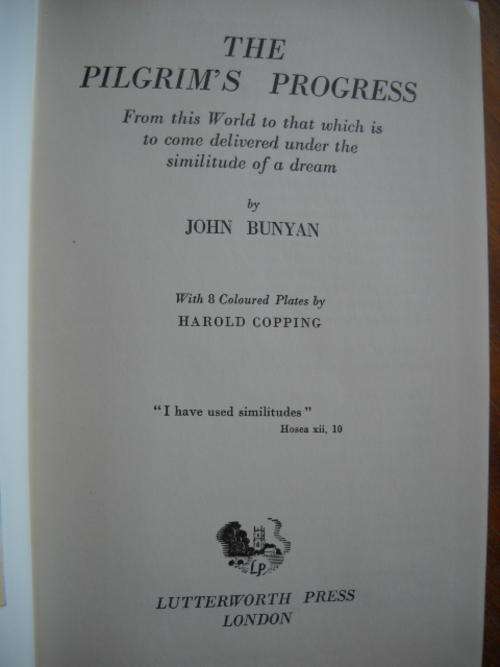 THE
PILGRIM'S PROGRESS
From this World to that which is
to come delivered under the
similitude of a dream
by
JOHN BUNYAN
With 8 Coloured Plates by
HAROLD COPPING
"I have used similitudes"
Hosea xii, 10
LP
LUTTERWORTH PRESS
LONDON